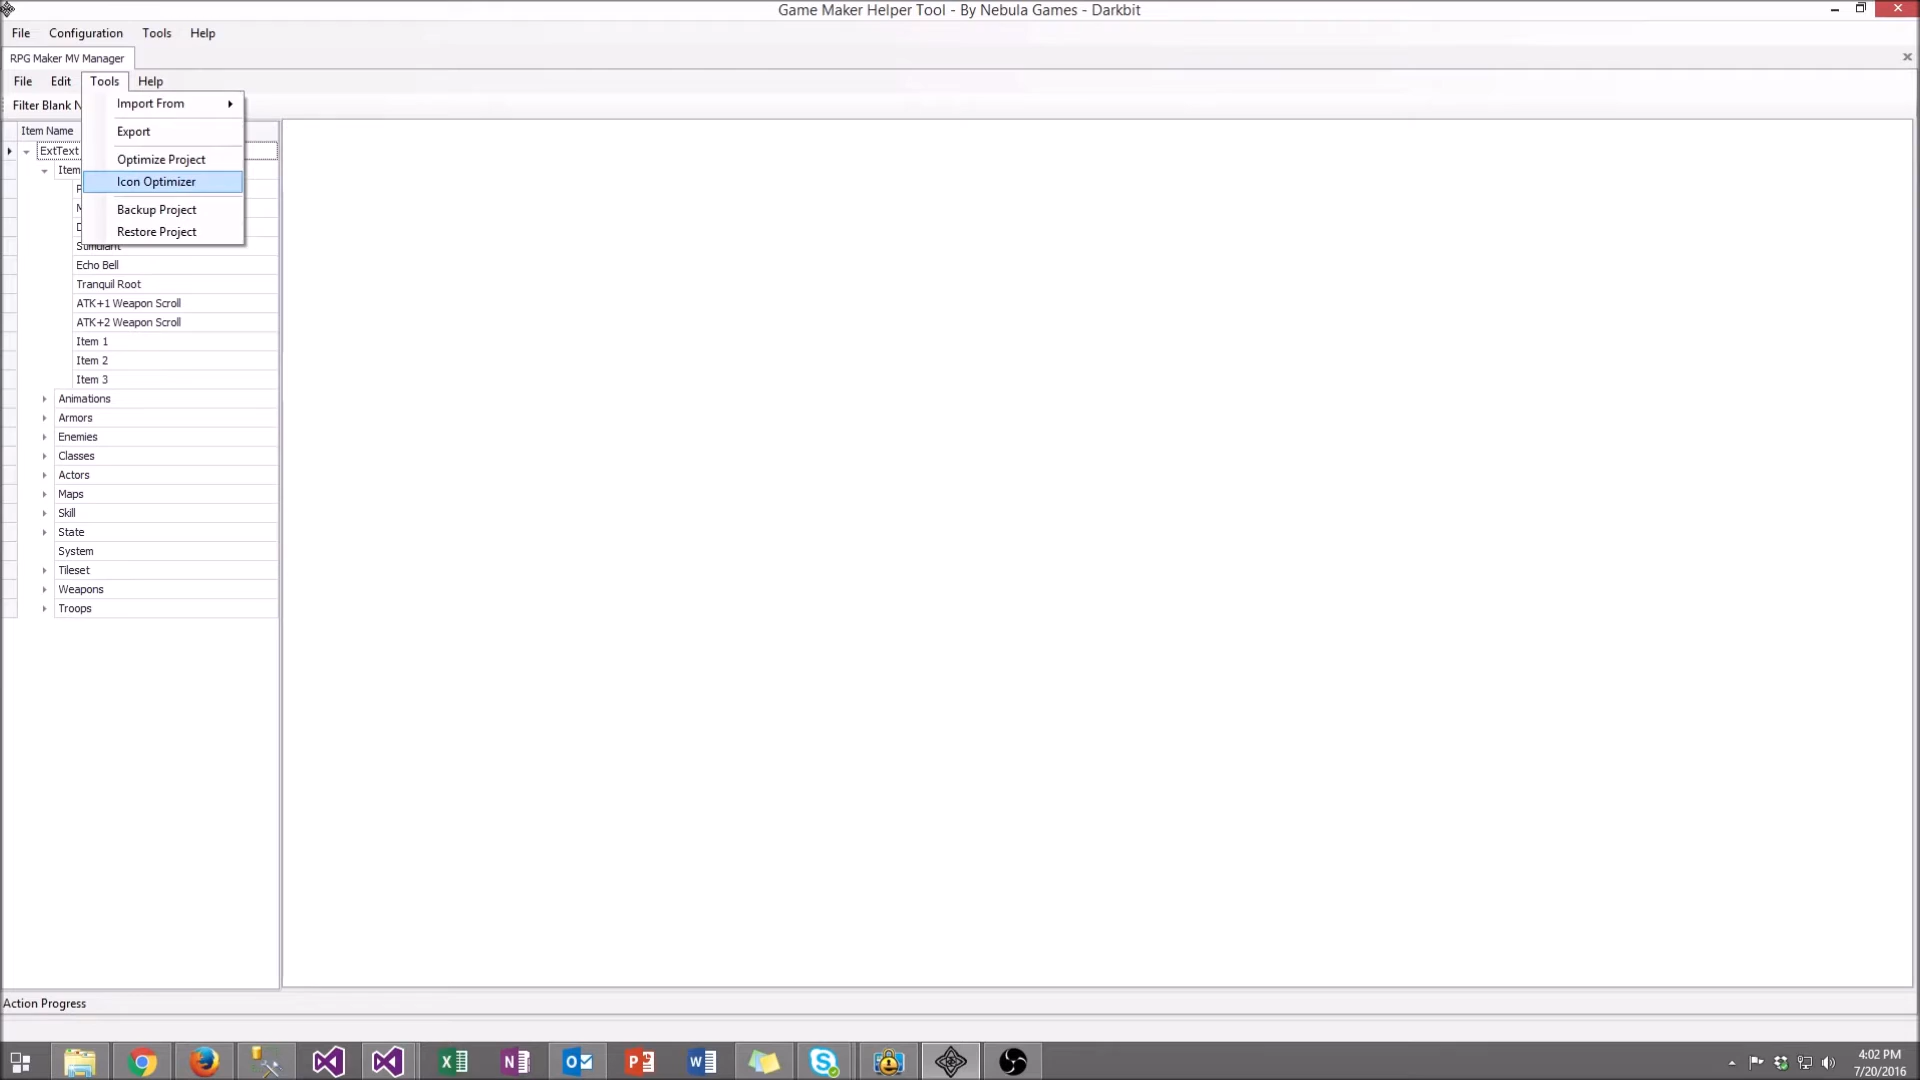 Game Maker Helper Tool - By Nebula Games - Darkbit
File Configuration Tools Help
RPG Maker MV Manager
File Edit Tools Help
Filter Blank
Import From
Export
Optimize Project
Icon Optimizer
Backup Project
Restore Project
Item Name
ExtText
Item
Stimulant
Echo Bell
Tranquil Root
ATK+1 Weapon Scroll
ATK+2 Weapon Scroll
Item 1
Item 2
Item 3
Animations
Armors
Enemies
Classes
Actors
Maps
Skill
State
System
Tileset
Weapons
Troops
Action Progress
4:02 PM
7/20/2016